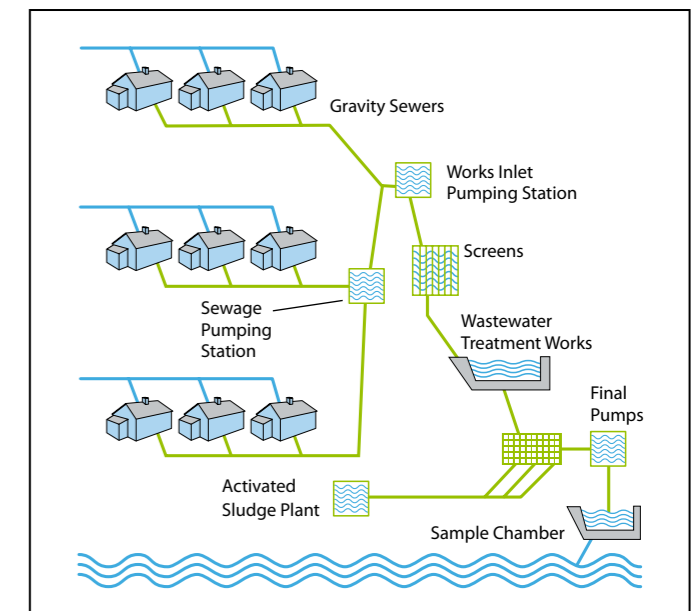 Gravity Sewers
Works Inlet
Pumping Station
Screens
Sewage
Pumping
Station
Wastewater
Treatment Works
Final
Pumps
Activated
Sludge Plant
Sample Chamber